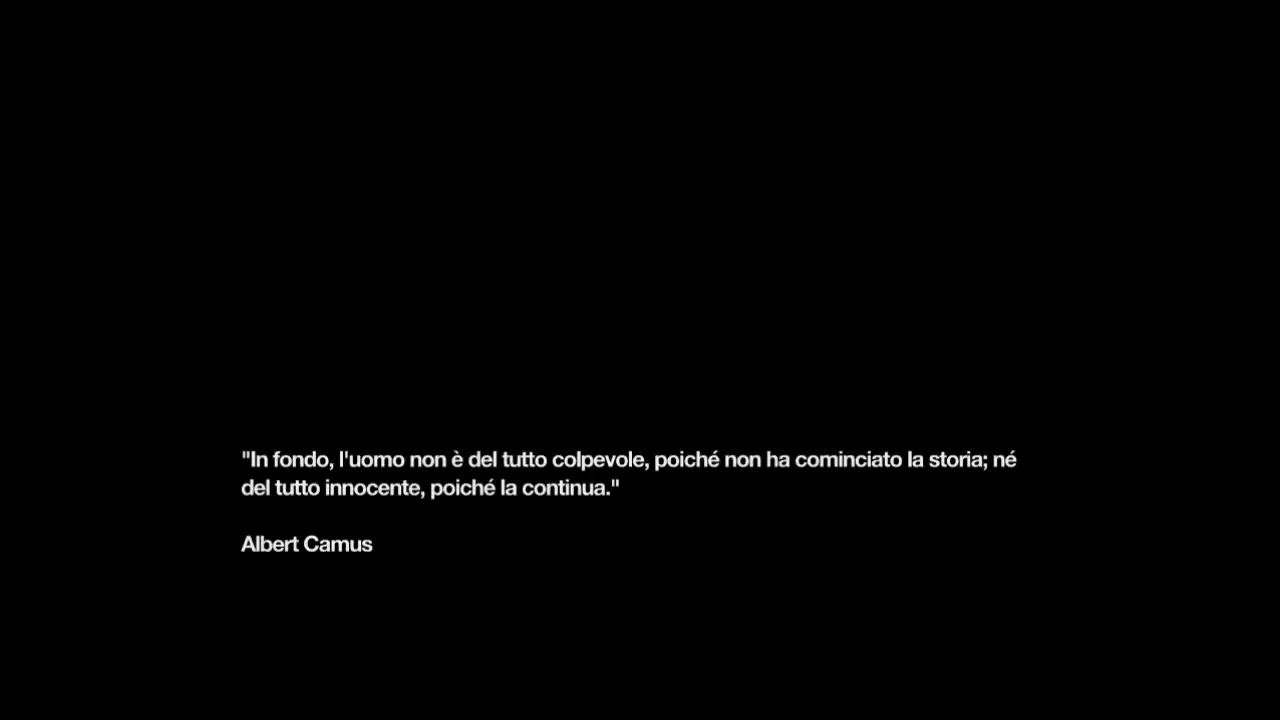 "In fondo, l'uomo non è del tutto colpevole, poiché non ha cominciato la storia; né
del tutto innocente, poiché la continua."
Albert Camus